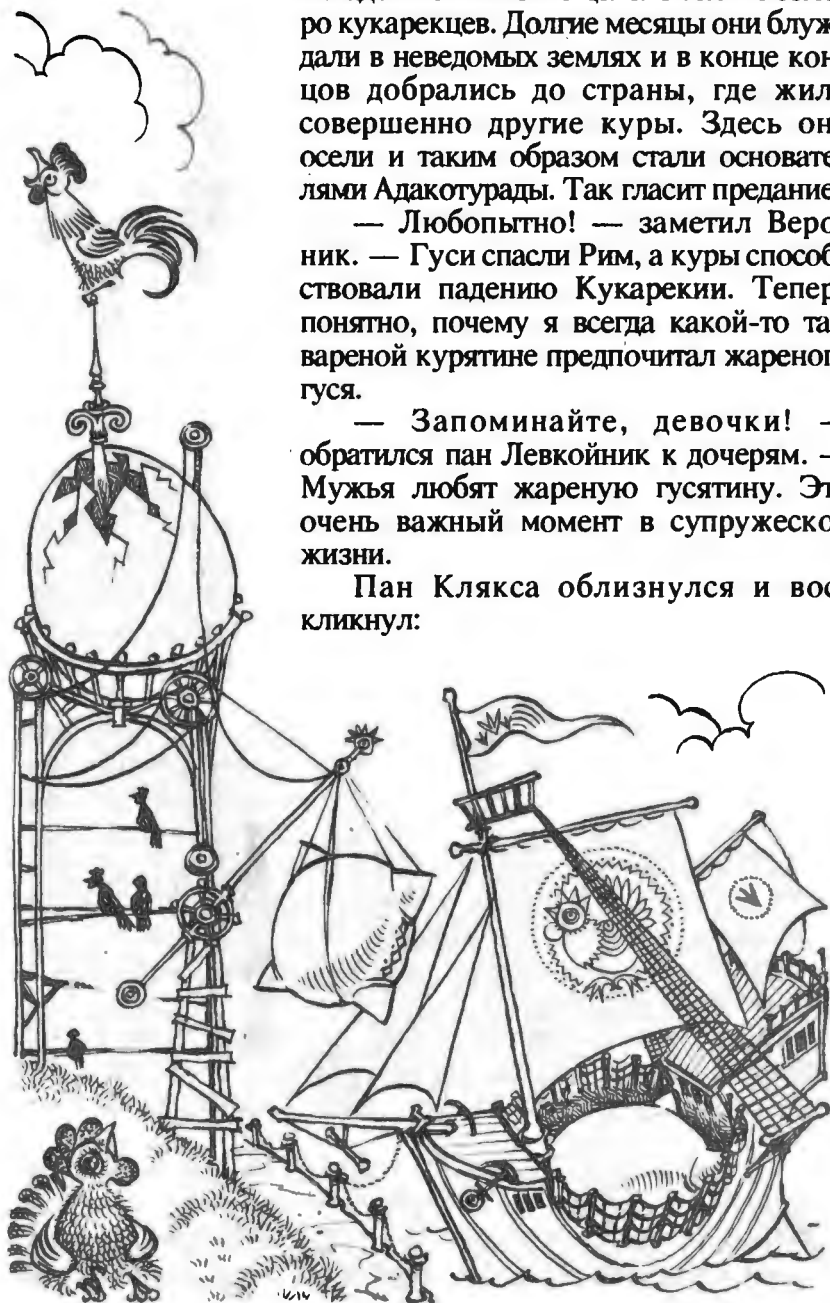 ро кукарекцев. Долгие месяцы они блуж
дали в неведомых землях и в конце кон
цов добрались до страны, где жил
совершенно другие куры. Здесь он
осели и таким образом стали основате
лями Адакотурады. Так гласит предание
— Любопытно! — заметил Веро
ник. — Гуси спасли Рим, а куры способ
ствовали падению Кукарекии. Тепер
понятно, почему я всегда какой-то та
вареной курятине предпочитал жареног
гуся.
— Запоминайте, девочки! –
обратился пан Левкойник к дочерям. –
Мужья любят жареную гусятину. Эт
очень важный момент в супружеско
жизни.
Пан Клякса облизнулся и вос
кликнул: